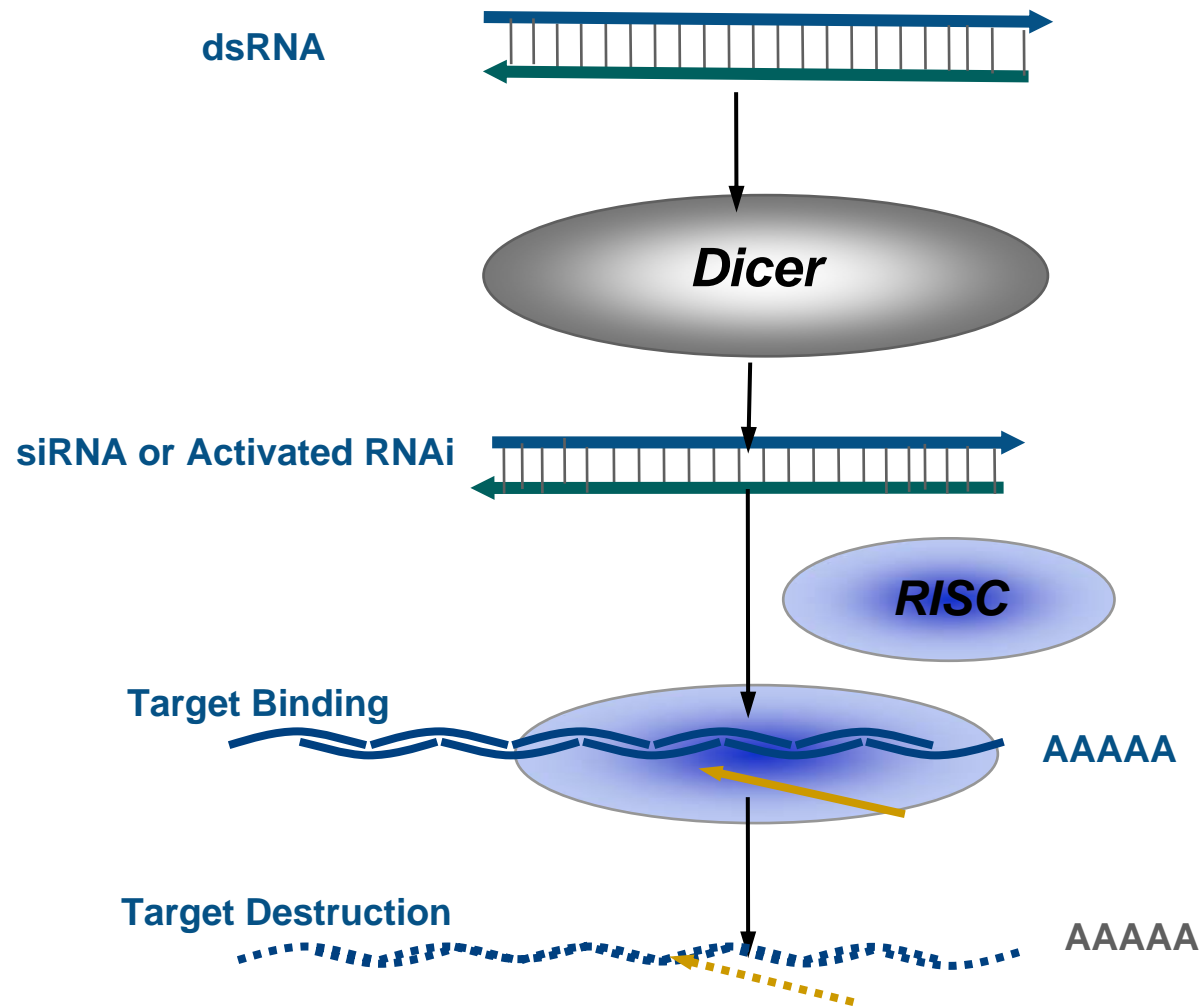 dsRNA
Dicer
siRNA or Activated RNAi
RISC
Target Binding
AAAAA
Target Destruction
AAAAA